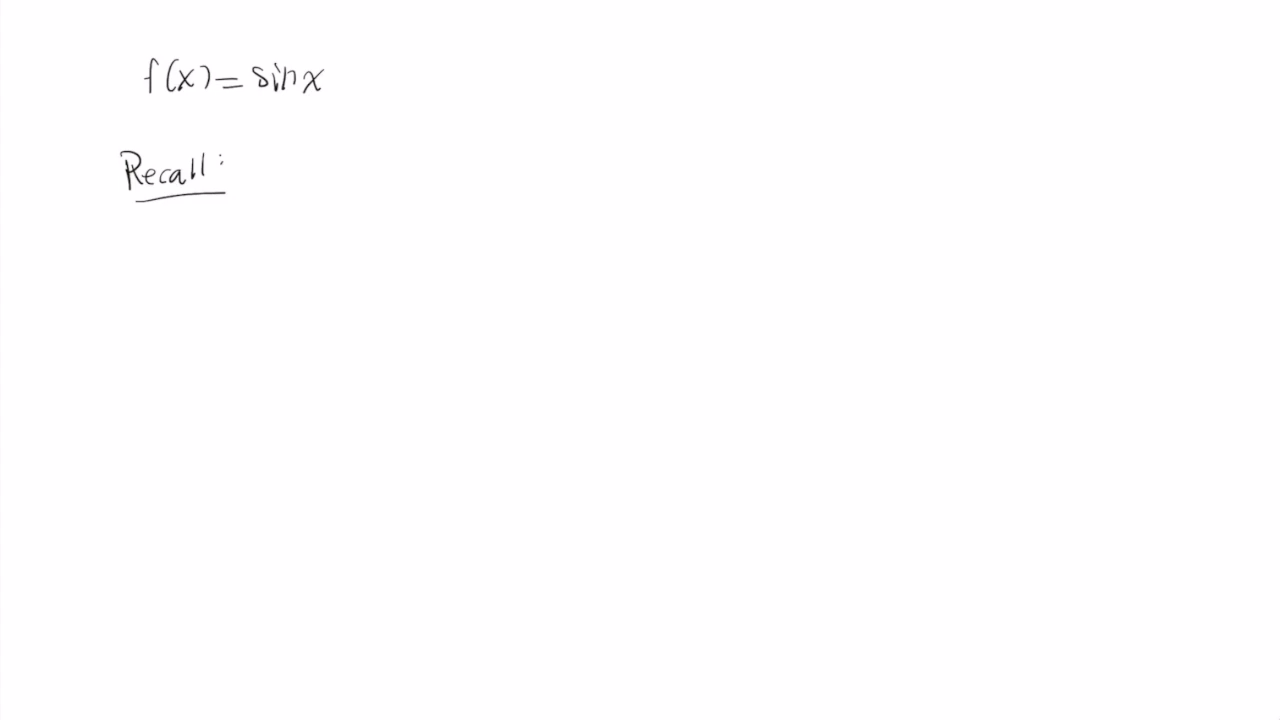 f(x) = sin x
Recall: